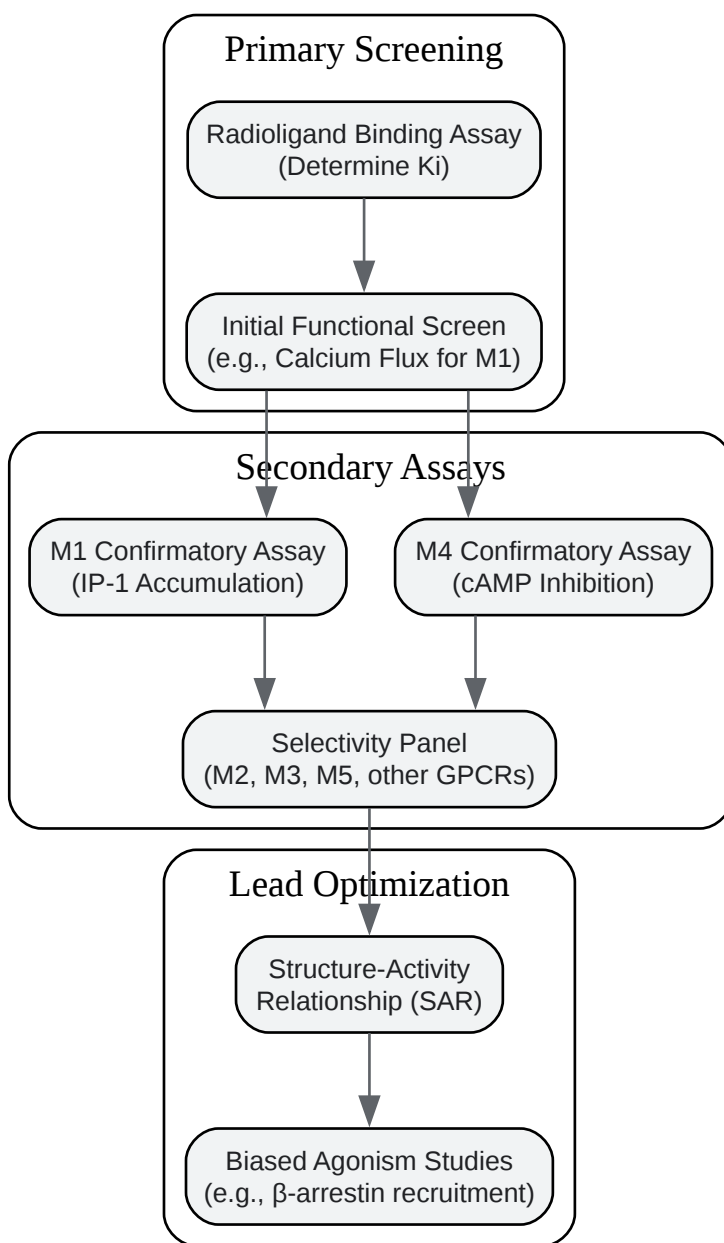 Primary Screening
Radioligand Binding Assay
(Determine Ki)
Initial Functional Screen
(e.g., Calcium Flux for M1)
Secondary Assays
M1 Confirmatory Assay
(IP-1 Accumulation)
M4 Confirmatory Assay
(cAMP Inhibition)
Selectivity Panel
(M2, M3, M5, other GPCRs)
Lead Optimization
Structure-Activity
Relationship (SAR)
Biased Agonism Studies
(e.g., β-arrestin recruitment)